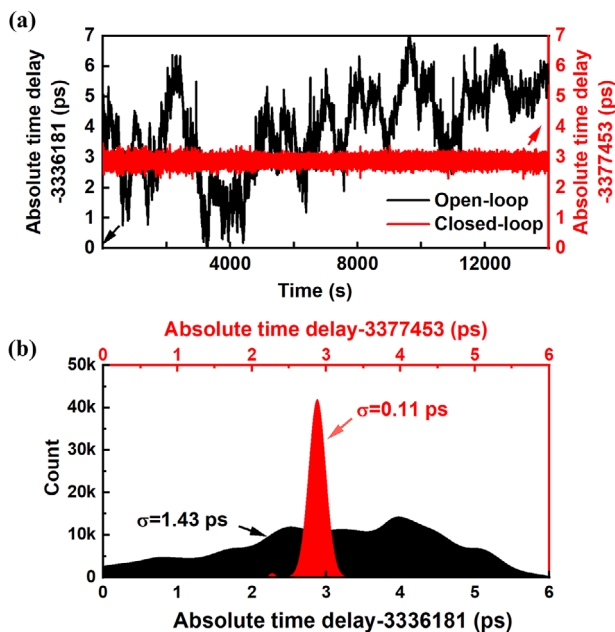 (a)
7
6
5
4
3
2
1
0
Absolute time delay
-3336181 (ps)
7
6
5
4
3
2
1
0
Absolute time delay
-3377453 (ps)
Open-loop
Closed-loop
4000 8000 12000
Time (s)
(b)
Absolute time delay-3377453 (ps)
0 1 2 3 4 5 6
50k
40k
30k
20k
10k
0
Count
σ=0.11 ps
σ=1.43 ps
0 1 2 3 4 5 6
Absolute time delay-3336181 (ps)